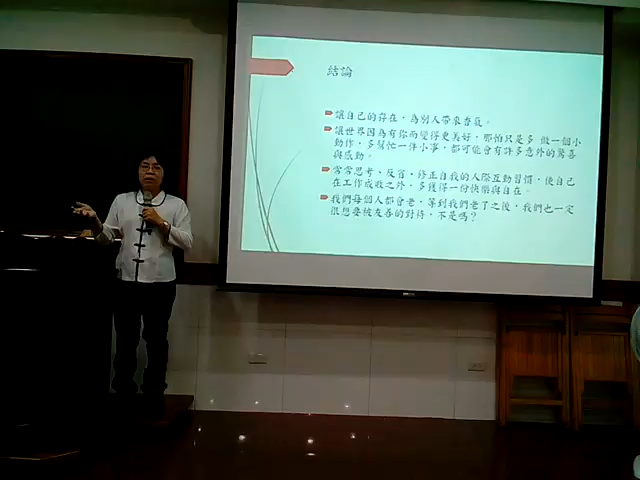 結論
讓自己的存在，為別人帶來喜氣。
讓世界因為有你而變得更美好，那怕只是多 做一個小
動作，多幫忙一件小事，都可能會有許多意外的驚喜
與感動。
常常思考、反省、修正自我的人際互動習慣，使自己
在工作成敗之外，多獲得一份快樂與自在。
我們每個人都會老，等到我們老了之後，我們也一定
很想要被友善的對待，不是嗎？